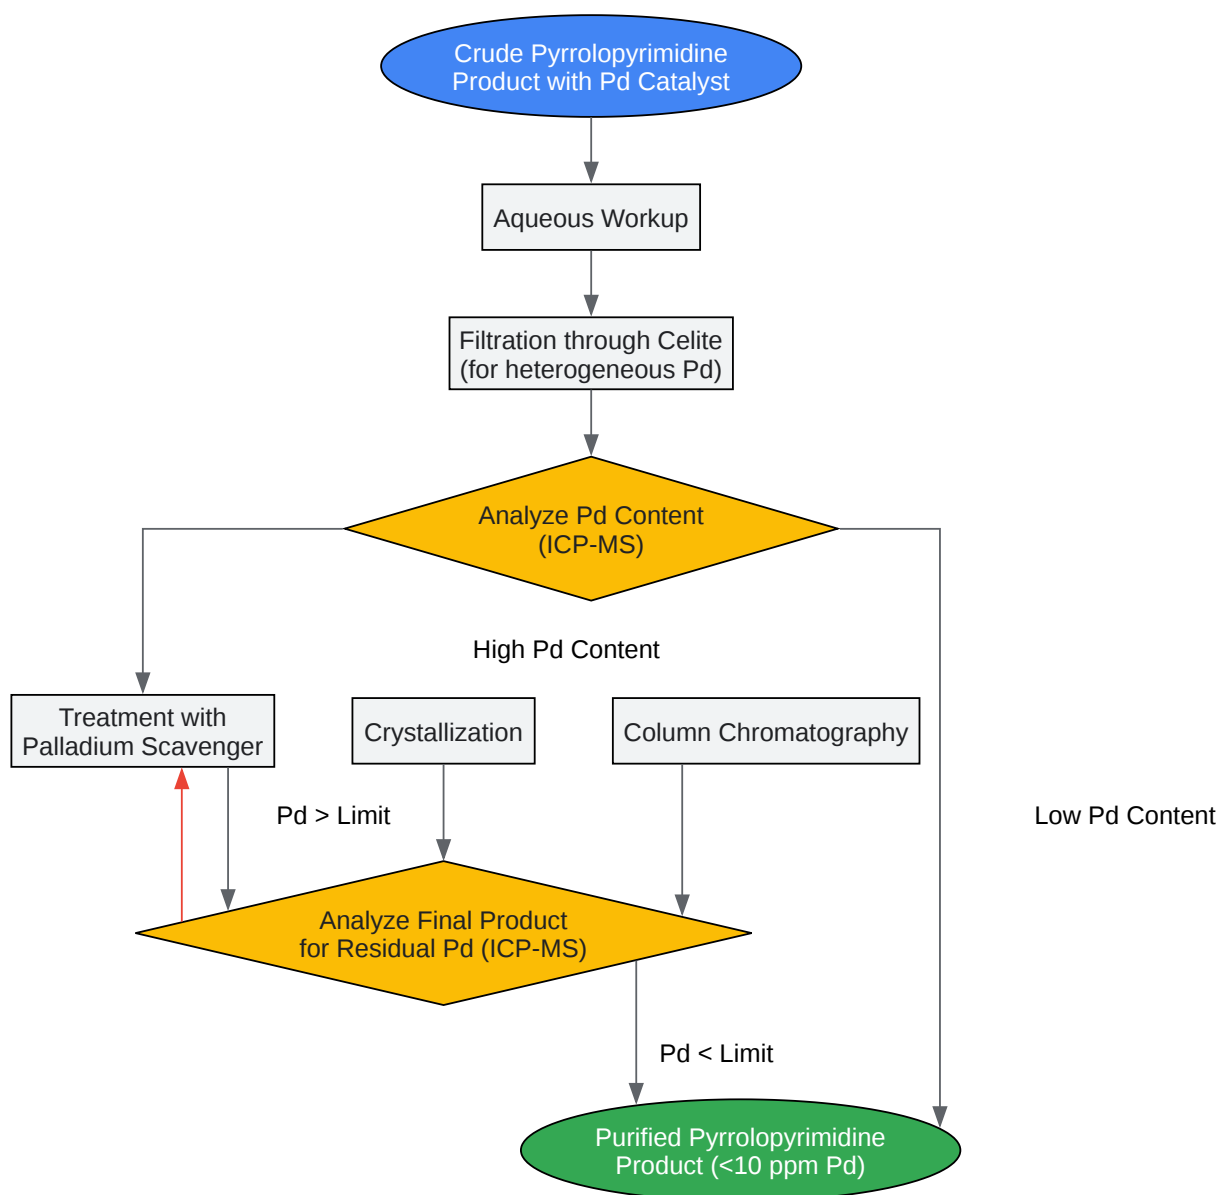 Crude Pyrrolopyrimidine
Product with Pd Catalyst
Aqueous Workup
Filtration through Celite
(for heterogeneous Pd)
Analyze Pd Content
(ICP-MS)
High Pd Content
Treatment with
Palladium Scavenger
Crystallization
Column Chromatography
Pd > Limit
Low Pd Content
Analyze Final Product
for Residual Pd (ICP-MS)
Pd < Limit
Purified Pyrrolopyrimidine
Product (<10 ppm Pd)